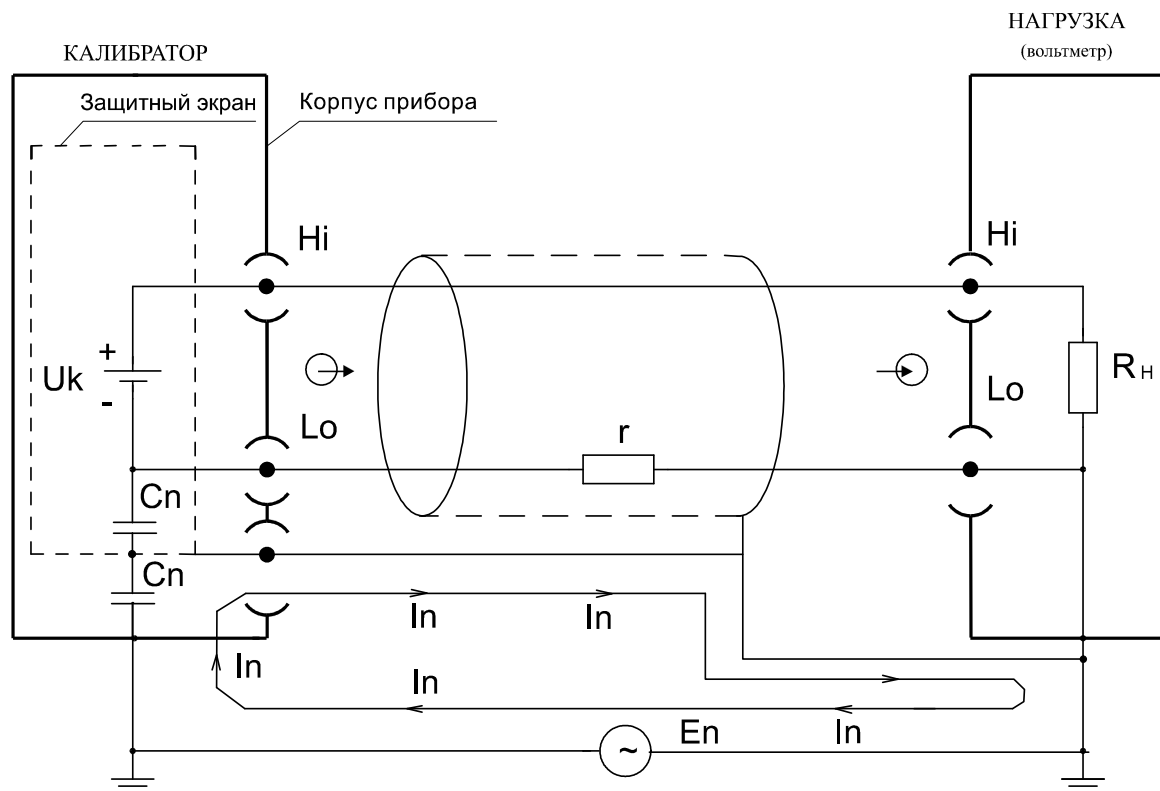 НАГРУЗКА
(вольтметр)
КАЛИБРАТОР
Защитный экран
Корпус прибора
Hi
Hi
+
Uk
-
Rн
Lo
Lo
r
Cn
Cn
In
In
In
In
En
In
~